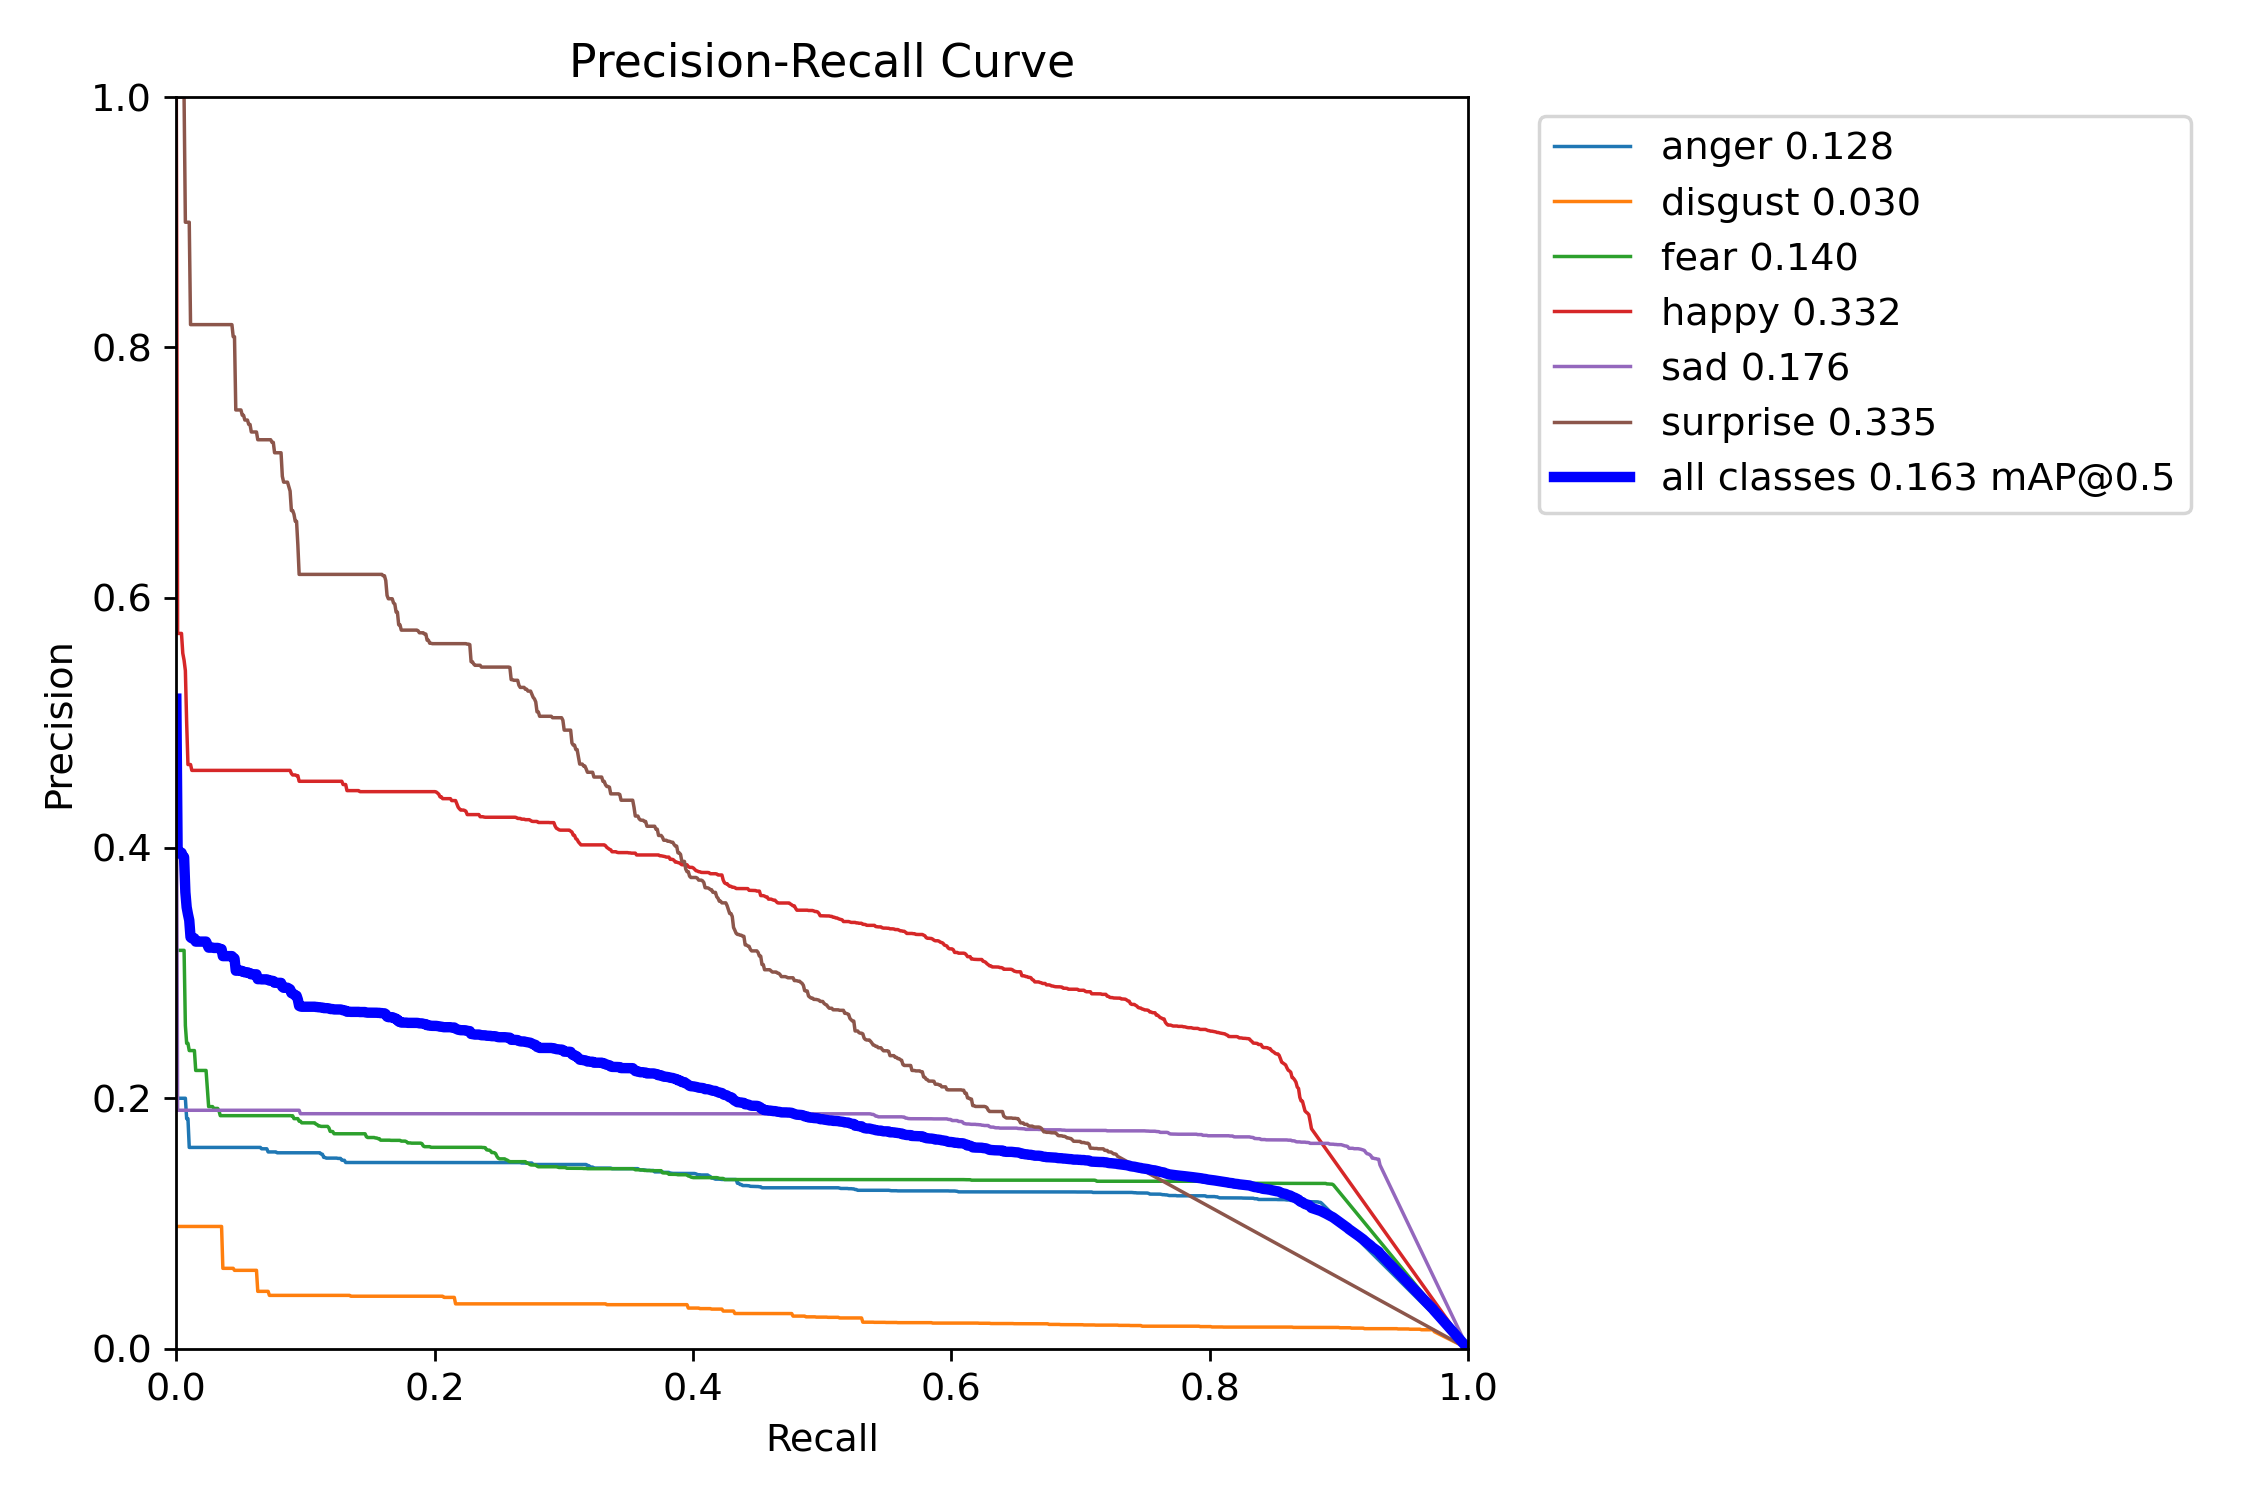 Precision-Recall Curve
1.0
0.8
0.6
0.4
0.2
0.0
Precision
0.0 0.2 0.4 0.6 0.8 1.0
Recall
anger 0.128
disgust 0.030
fear 0.140
happy 0.332
sad 0.176
surprise 0.335
all classes 0.163 mAP@0.5